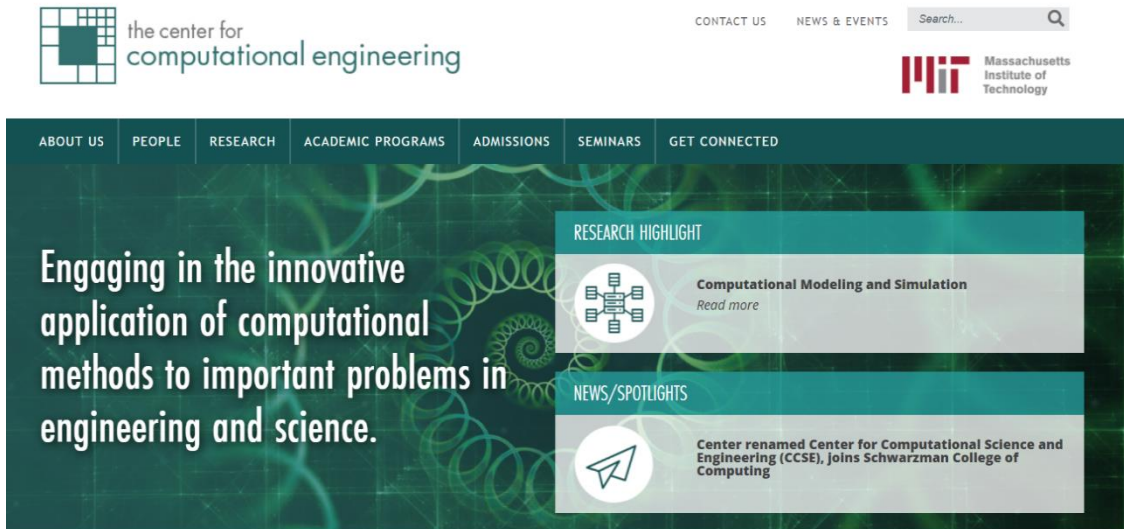 the center for
computational engineering
CONTACT US
NEWS & EVENTS
Search...
MIT
Massachusetts
Institute of
Technology
ABOUT US
PEOPLE
RESEARCH
ACADEMIC PROGRAMS
ADMISSIONS
SEMINARS
GET CONNECTED
Engaging in the innovative
application of computational
methods to important problems in
engineering and science.
RESEARCH HIGHLIGHT
Computational Modeling and Simulation
Read more
NEWS/SPOTLIGHTS
Center renamed Center for Computational Science and
Engineering (CCSE), joins Schwarzman College of
Computing